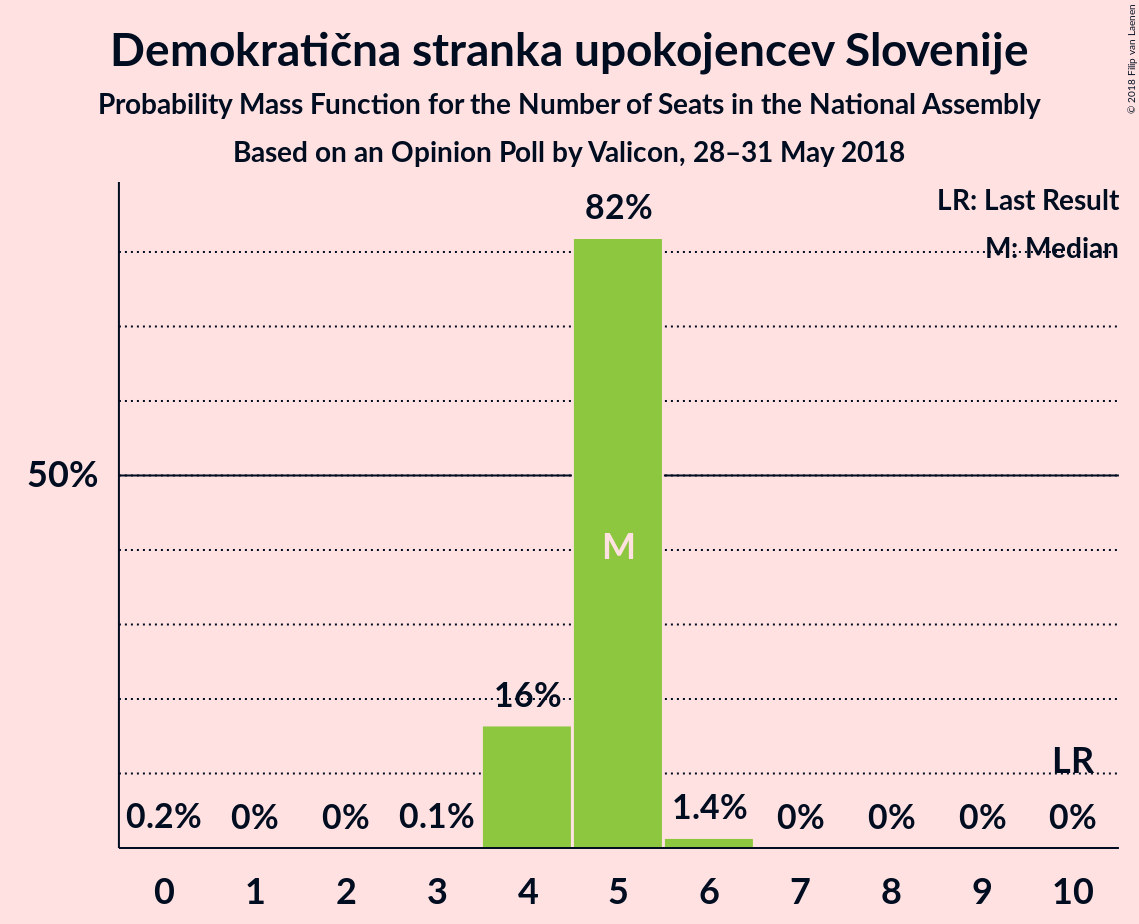 Demokratična stranka upokojencev Slovenije
Probability Mass Function for the Number of Seats in the National Assembly
Based on an Opinion Poll by Valicon, 28–31 May 2018
© 2018 Filip van Laenen
LR: Last Result
M: Median
82%
50%
M
16%
LR
0.2% 0% 0% 0.1% 1.4% 0% 0% 0% 0%
0 1 2 3 4 5 6 7 8 9 10